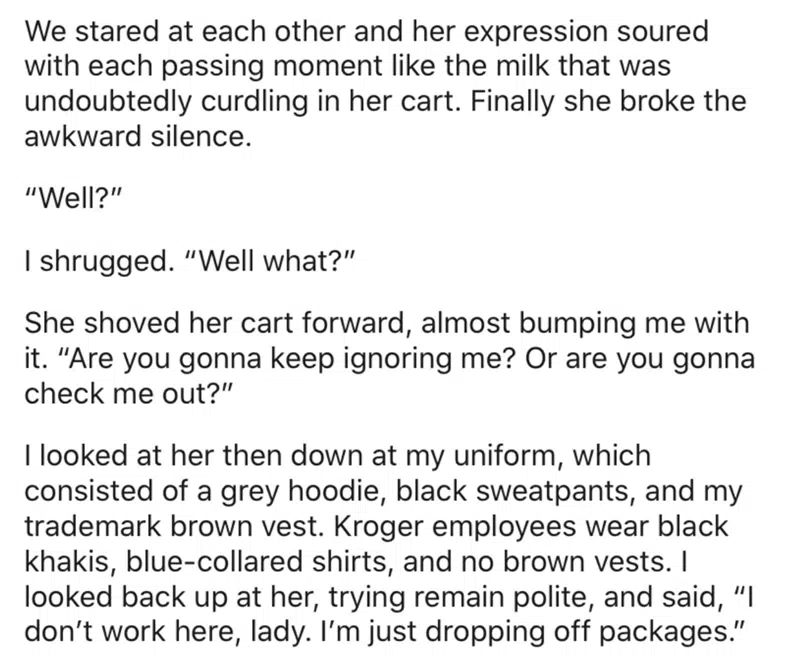 We stared at each other and her expression soured
with each passing moment like the milk that was
undoubtedly curdling in her cart. Finally she broke the
awkward silence.
“Well?”
I shrugged. “Well what?”
She shoved her cart forward, almost bumping me with
it. “Are you gonna keep ignoring me? Or are you gonna
check me out?”
I looked at her then down at my uniform, which
consisted of a grey hoodie, black sweatpants, and my
trademark brown vest. Kroger employees wear black
khakis, blue-collared shirts, and no brown vests. I
looked back up at her, trying remain polite, and said, “I
don’t work here, lady. I’m just dropping off packages.”